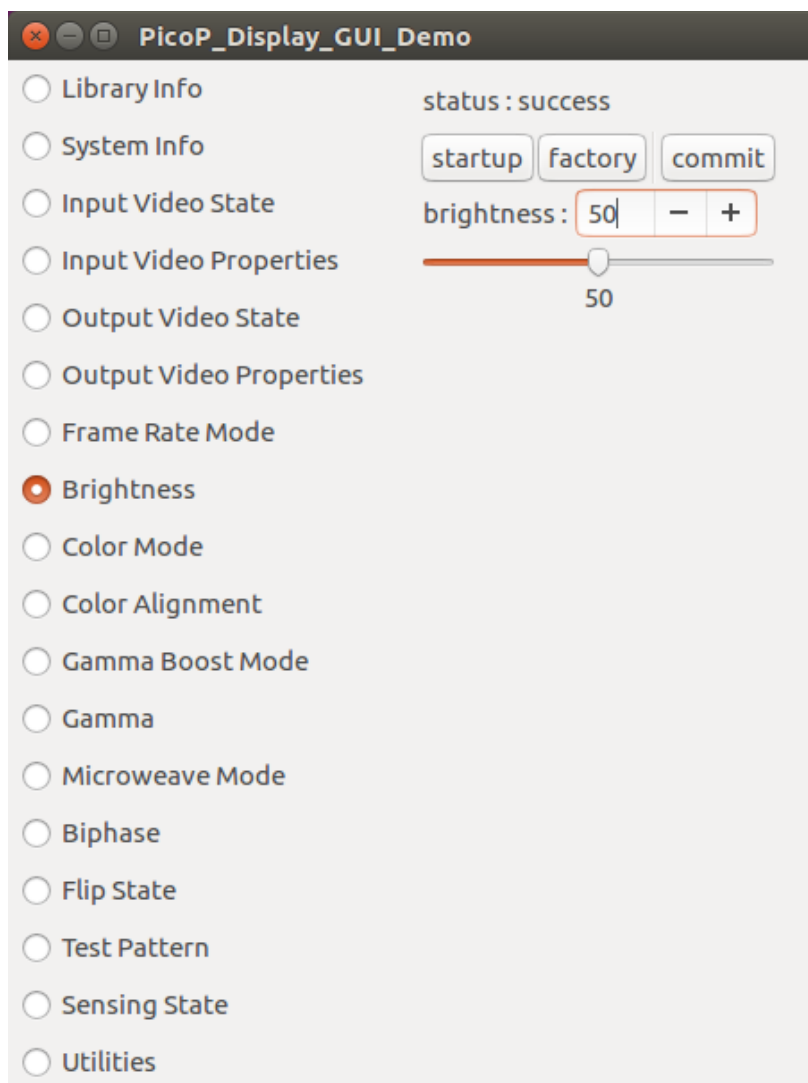 PicoP_Display_GUI_Demo
Library Info
System Info
Input Video State
Input Video Properties
Output Video State
Output Video Properties
Frame Rate Mode
Brightness
Color Mode
Color Alignment
Gamma Boost Mode
Gamma
Microweave Mode
Biphase
Flip State
Test Pattern
Sensing State
Utilities
status : success
startup factory commit
brightness : 50 − +
50